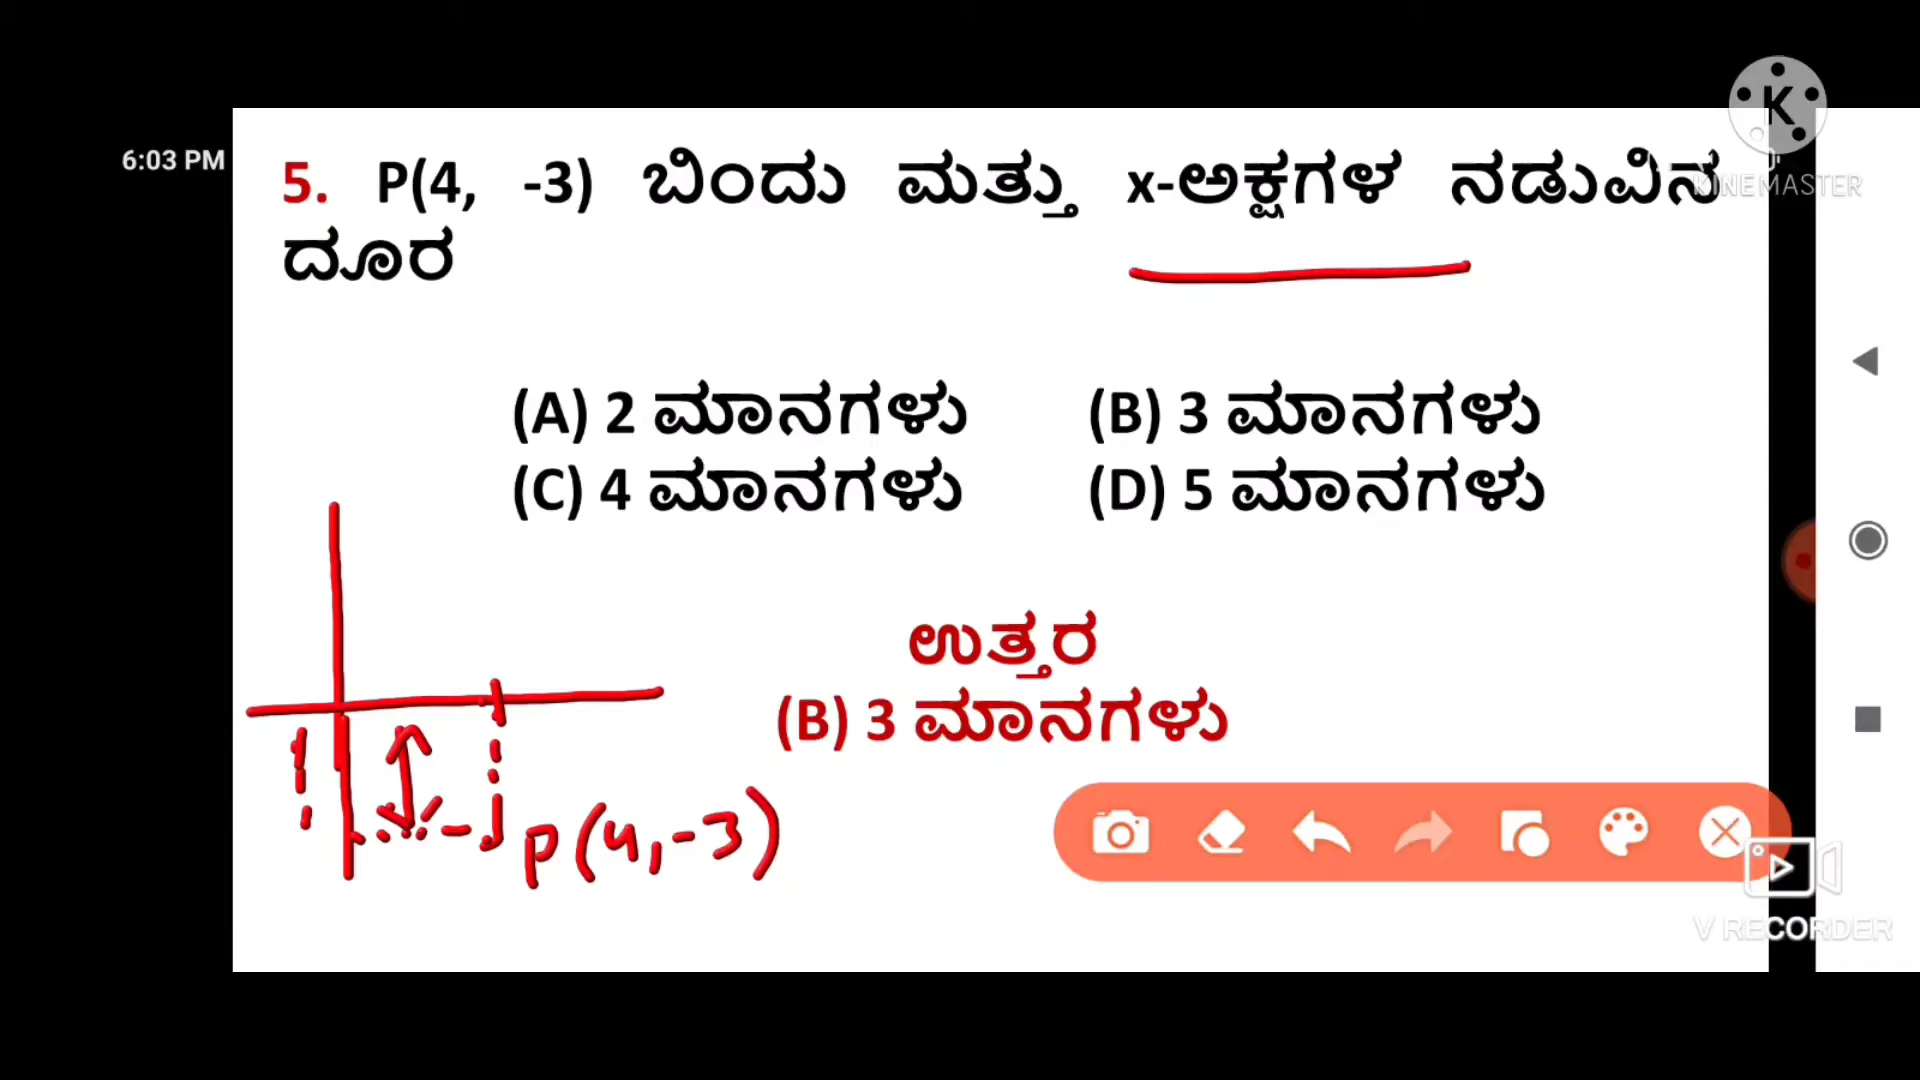 6:03 PM
5. P(4, -3) ಬಿಂದು ಮತ್ತು x-ಅಕ್ಷಗಳ ನಡುವಿನ
ದೂರ
(A) 2 ಮಾನಗಳು (B) 3 ಮಾನಗಳು
(C) 4 ಮಾನಗಳು (D) 5 ಮಾನಗಳು
ಉತ್ತರ
(B) 3 ಮಾನಗಳು
P(4,-3)
K
KINEMASTER
V RECORDER